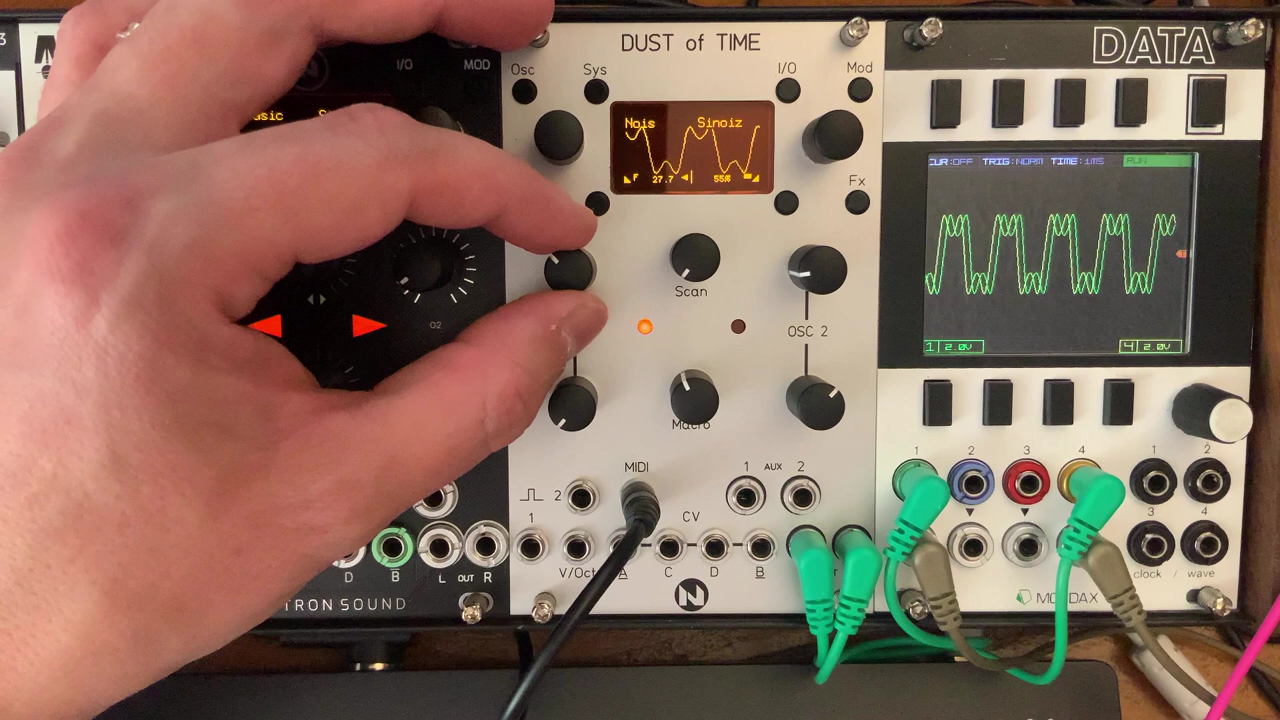 3
I/O
MOD
DUST of TIME
Osc
Sys
I/O
Mod
Nois Sinoiz
F 27.7
55%
Fx
Scan
OSC 2
Macro
02
MIDI
1 AUX 2
2
1
CV
V/Oct A C D B
D B L OUT R
TRON SOUND
N
DATA
CUR:OFF TRIG:NORM TIME:1mS RUN
1 2.0V
4 2.0V
1 2 3 4 1 2
3 4
clock / wave